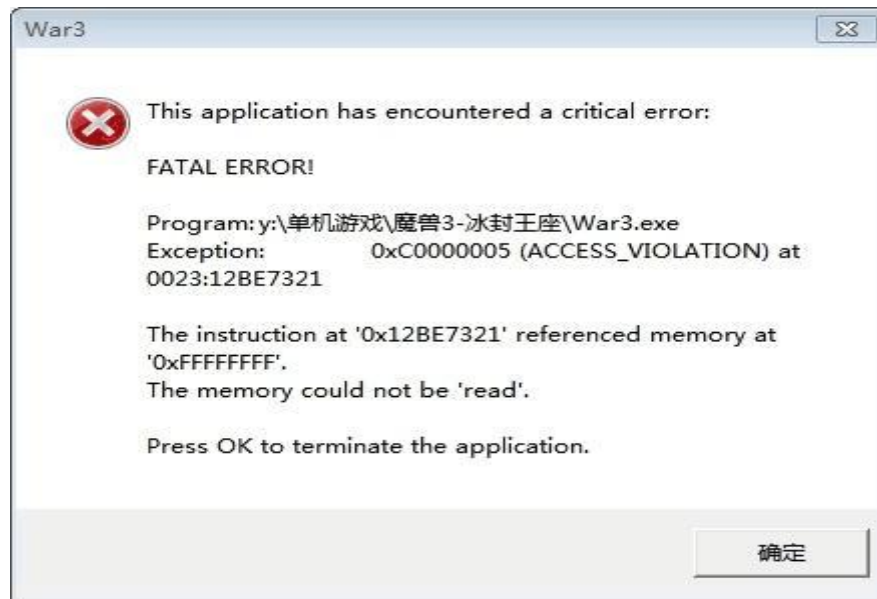 War3
This application has encountered a critical error:
FATAL ERROR!
Program: y:\单机游戏\魔兽3-冰封王座\War3.exe
Exception: 0xC0000005 (ACCESS_VIOLATION) at
0023:12BE7321
The instruction at '0x12BE7321' referenced memory at
'0xFFFFFFFF'.
The memory could not be 'read'.
Press OK to terminate the application.
确定